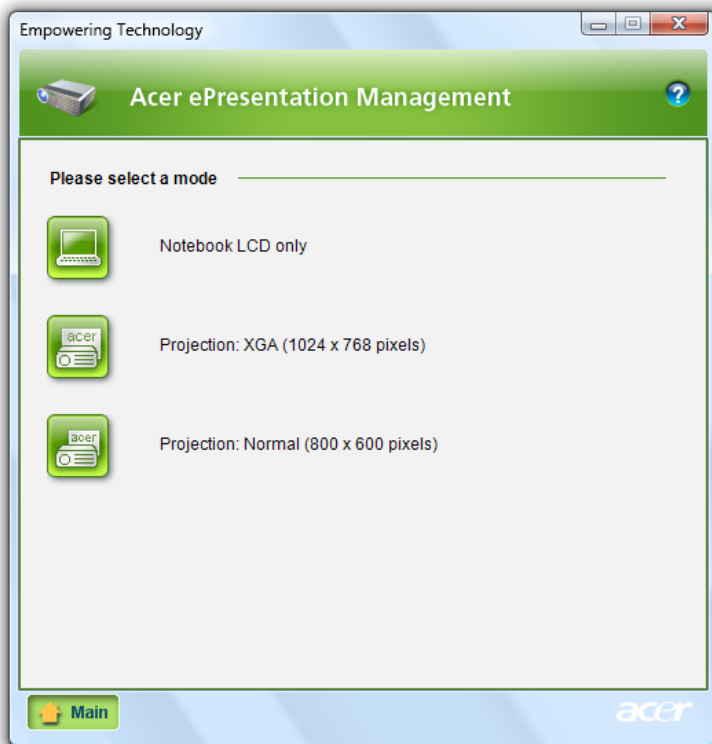 Empowering Technology
Acer ePresentation Management
?
Please select a mode
Notebook LCD only
acer
Projection: XGA (1024 x 768 pixels)
acer
Projection: Normal (800 x 600 pixels)
Main
acer